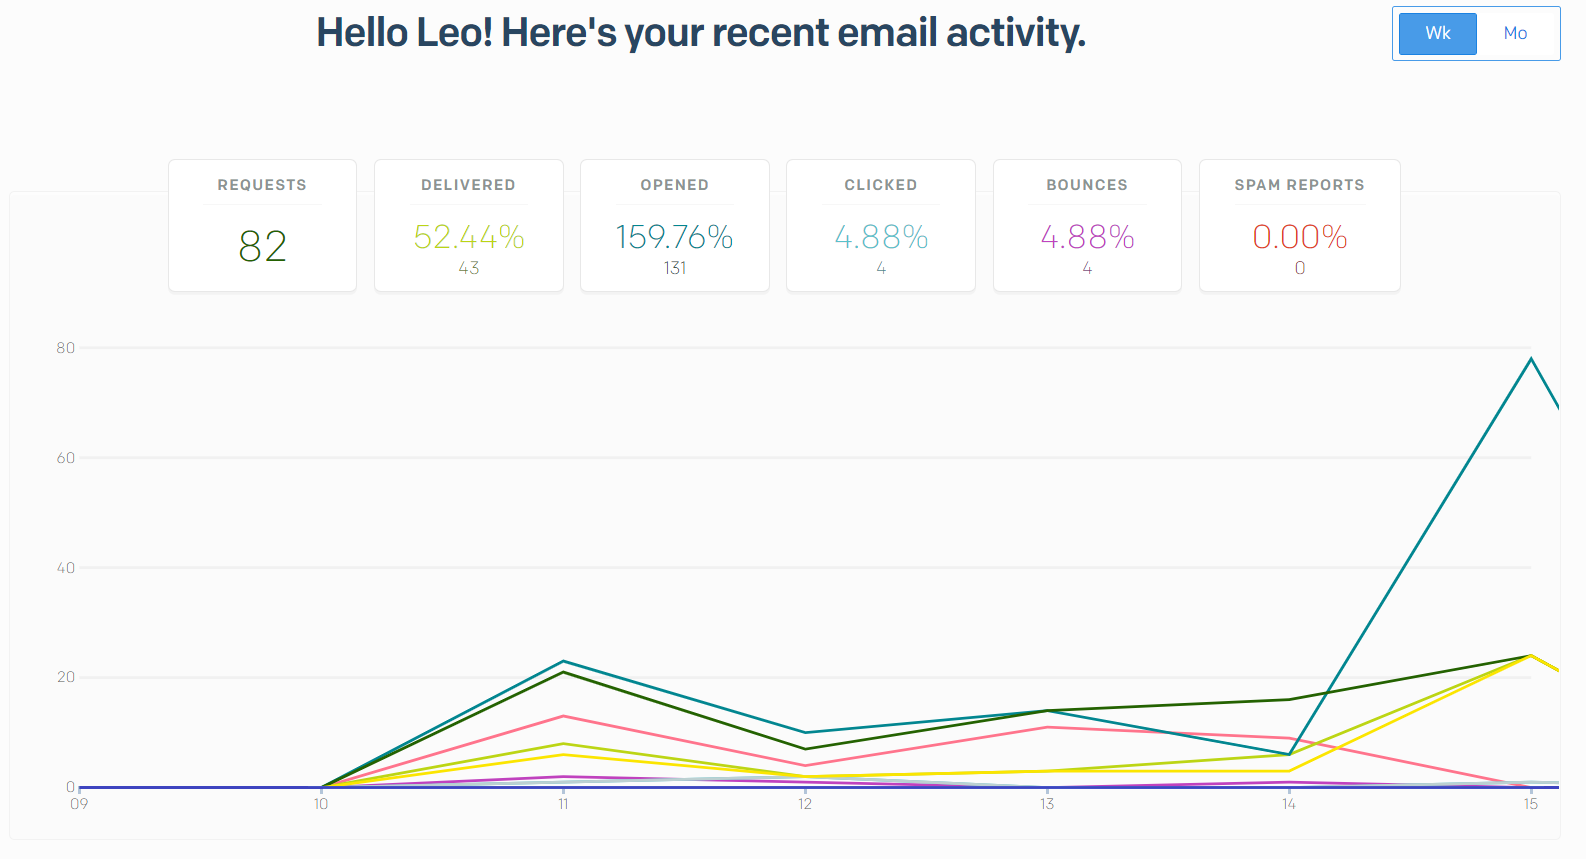 Hello Leo! Here's your recent email activity.
Wk Mo
REQUESTS DELIVERED OPENED CLICKED BOUNCES SPAM REPORTS
82 52.44% 159.76% 4.88% 4.88% 0.00%
43 131 4 4 0
80
60
40
20
0
09 10 11 12 13 14 15